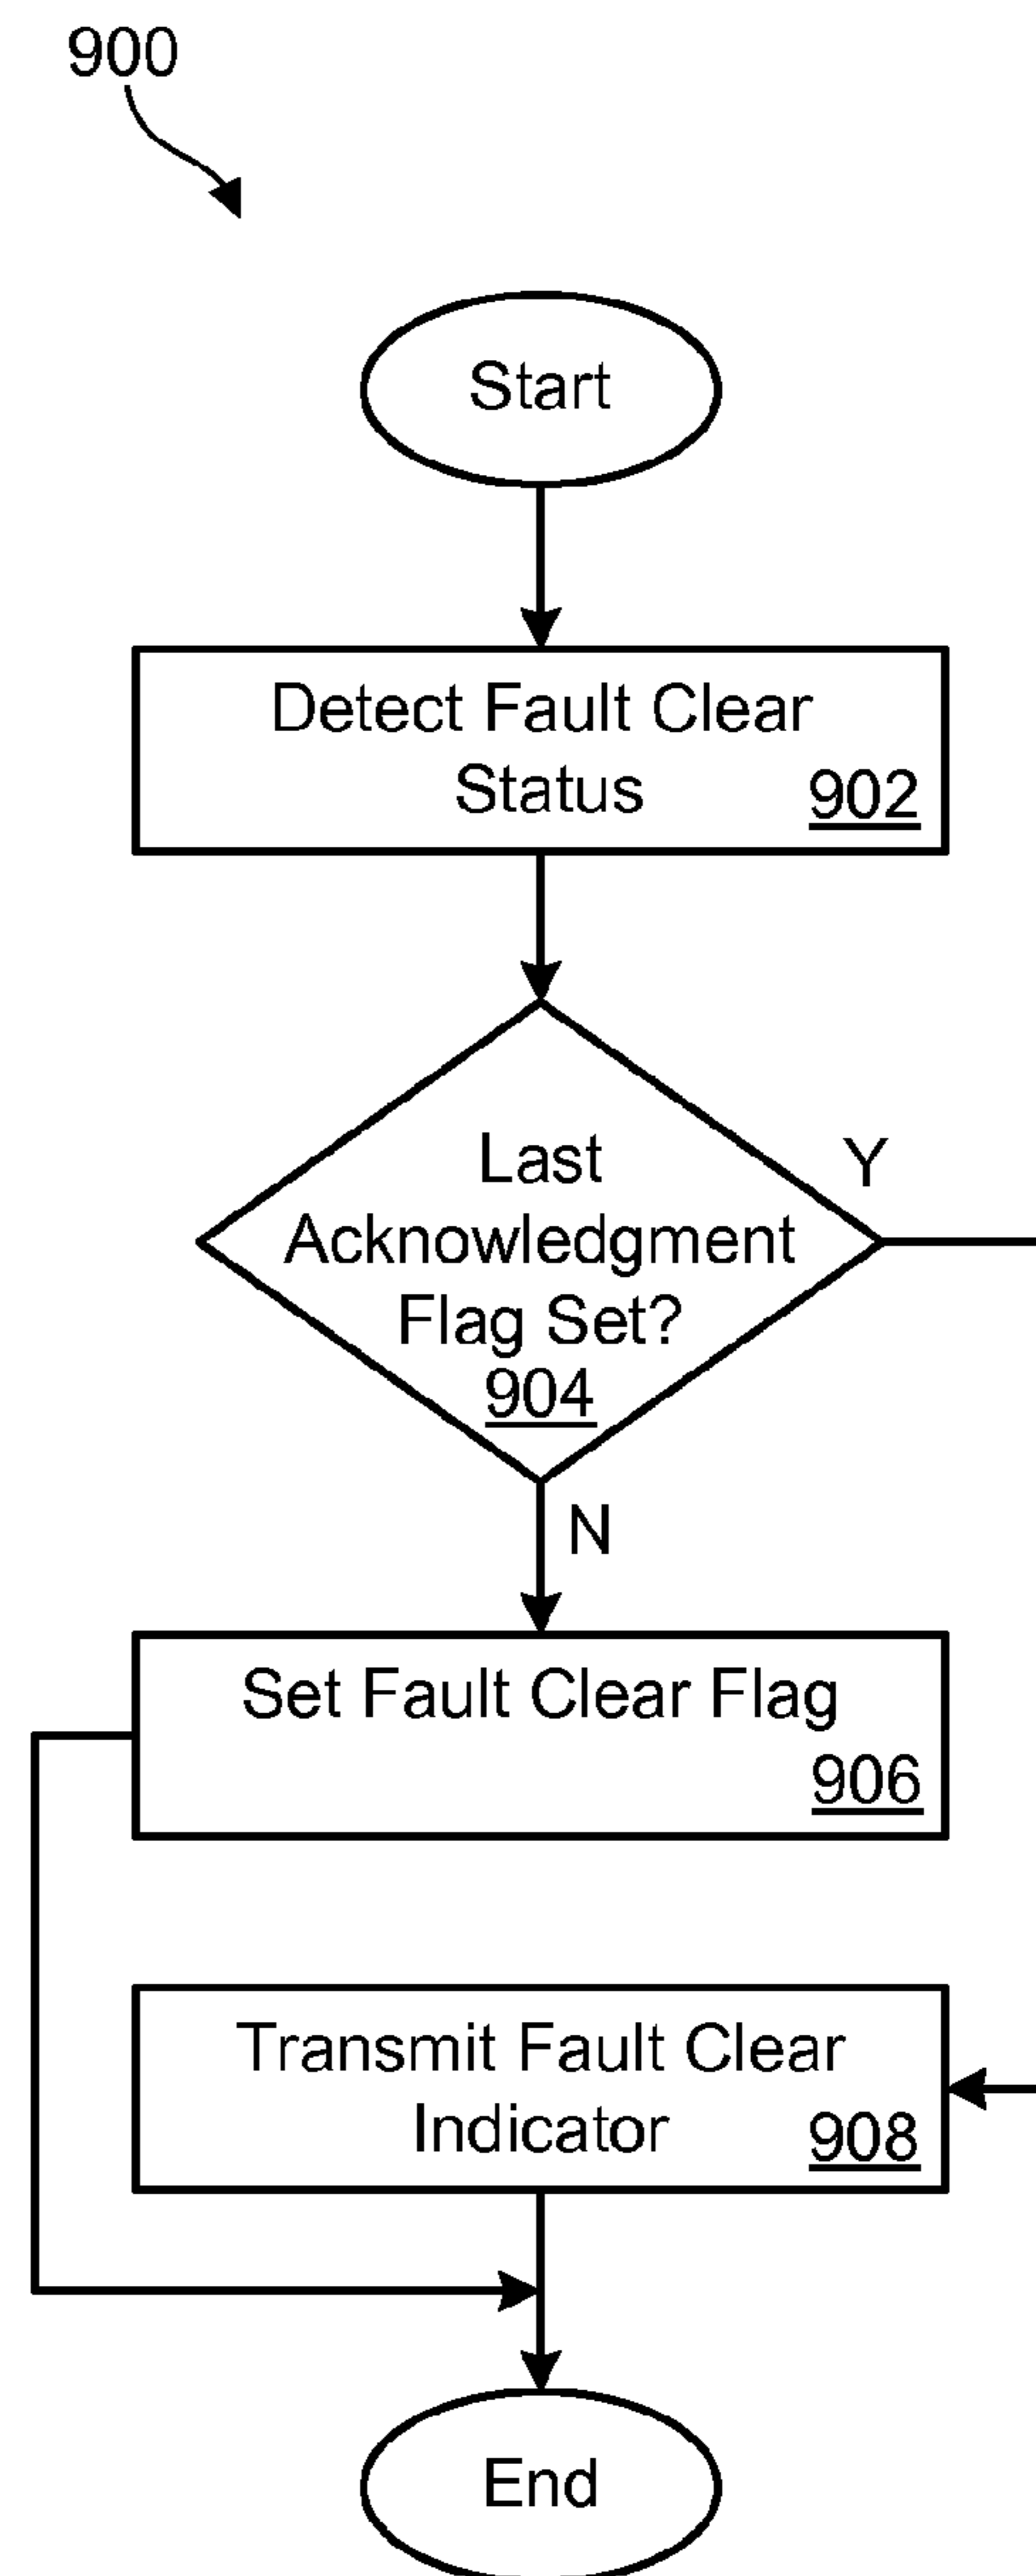 900
Start
Detect Fault Clear
Status
902
Last
Acknowledgment
Flag Set?
904
Y
N
Set Fault Clear Flag
906
Transmit Fault Clear
Indicator
908
End